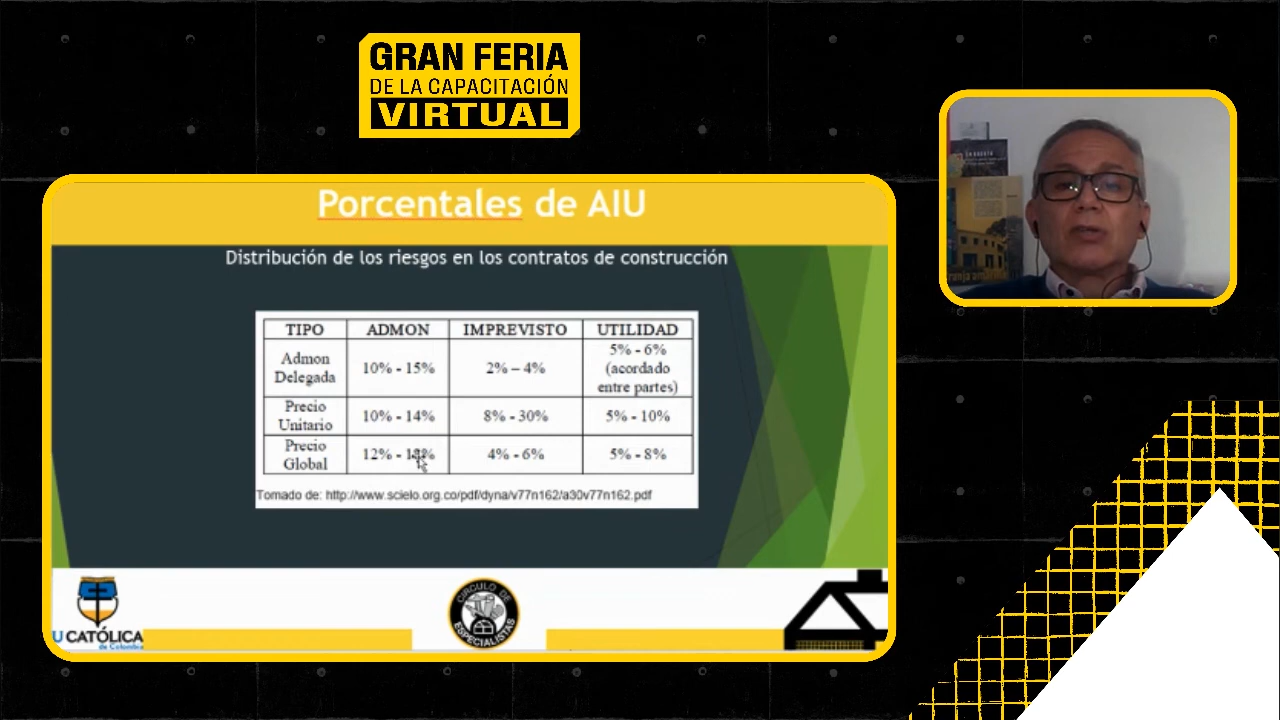 GRAN FERIA
DE LA CAPACITACIÓN
VIRTUAL
Porcentales de AIU
Distribución de los riesgos en los contratos de construcción
TIPO ADMON IMPREVISTO UTILIDAD
Admon Delegada 10% - 15% 2% – 4% 5% - 6% (acordado entre partes)
Precio Unitario 10% - 14% 8% - 30% 5% - 10%
Precio Global 12% - 4% - 6% 5% - 8%
Tomado de: http://www.scielo.org.co/pdf/dyna/v77n162/a30v77n162.pdf
U CATÓLICA
de Colombia
CÍRCULO DE
ESPECIALISTAS